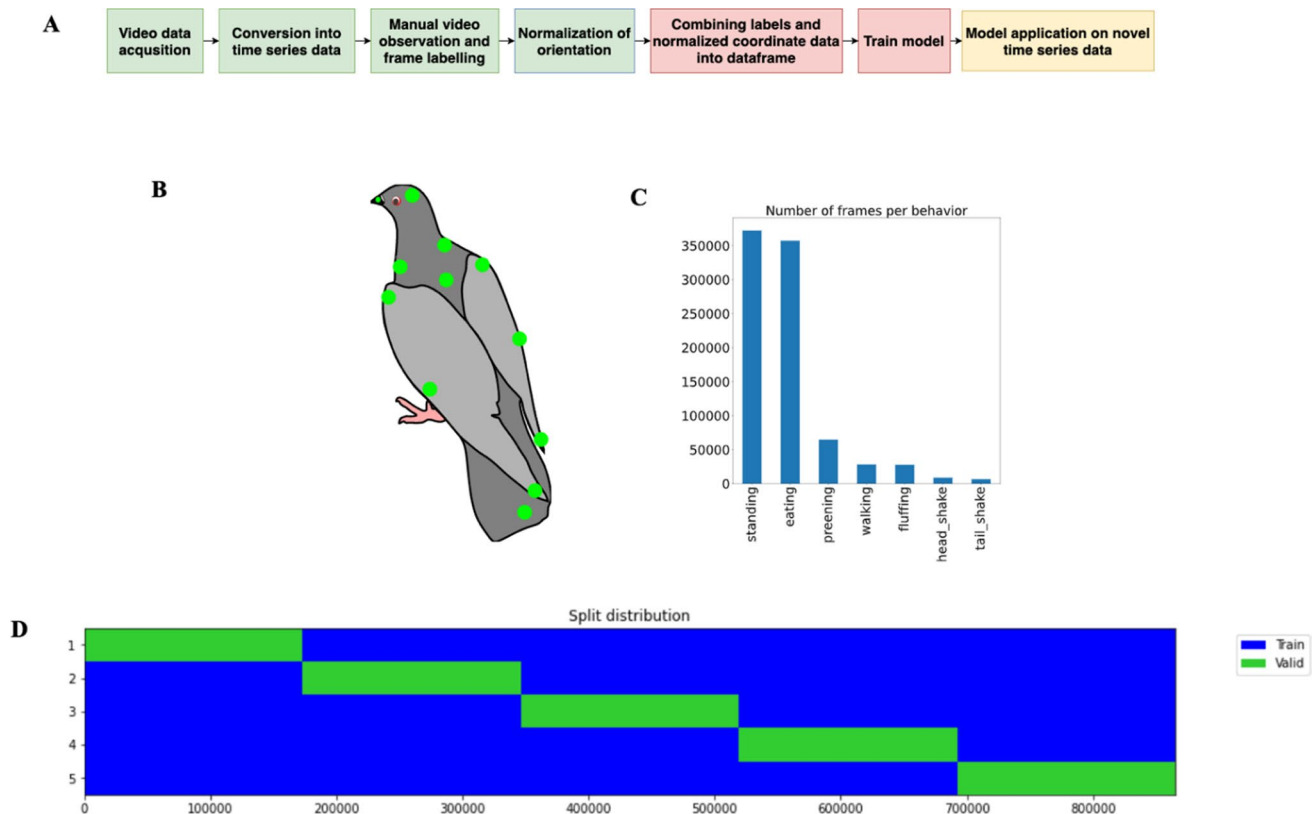 A
Video data
acqusition
Conversion into
time series data
Manual video
observation and
frame labelling
Normalization of
orientation
Combining labels and
normalized coordinate data
into dataframe
Train model
Model application on novel
time series data
B
C
Number of frames per behavior
350000
300000
250000
200000
150000
100000
50000
0
standing
eating
preening
walking
fluffing
head_shake
tail_shake
D
Split distribution
1
2
3
4
5
0
100000
200000
300000
400000
500000
600000
700000
800000
Train
Valid